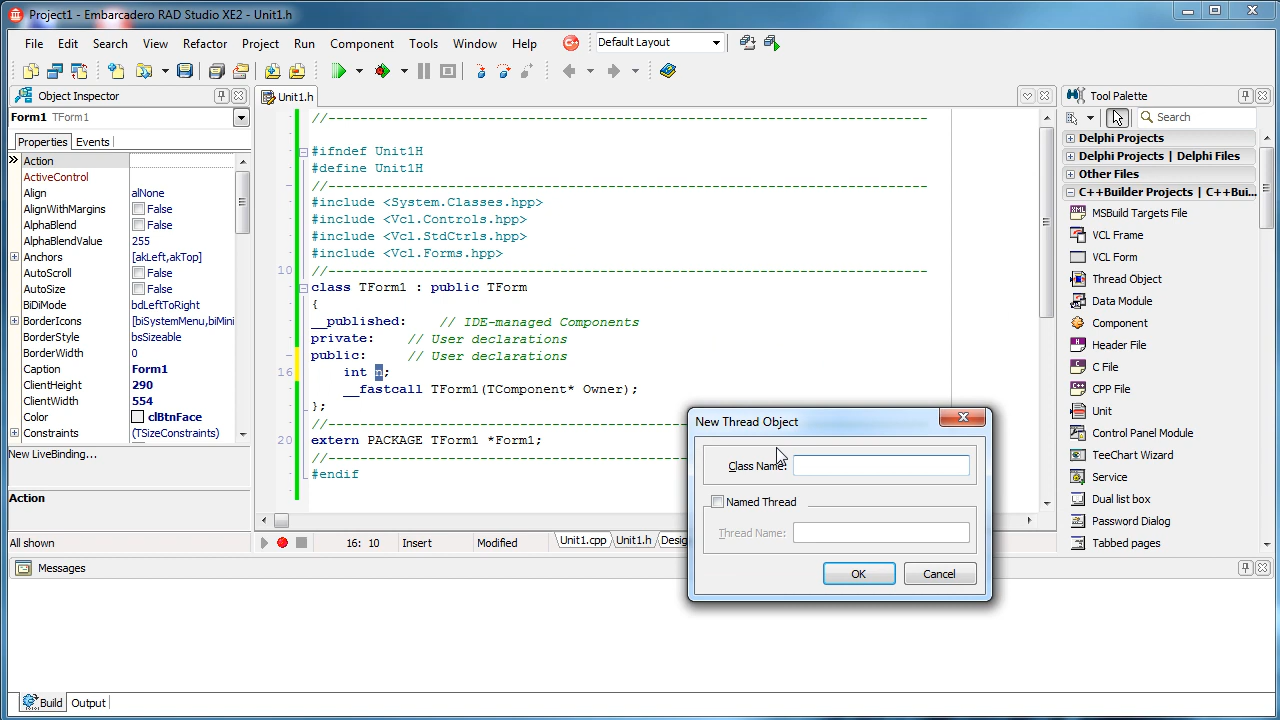 Project1 - Embarcadero RAD Studio XE2 - Unit1.h
File Edit Search View Refactor Project Run Component Tools Window Help Default Layout
Object Inspector
Form1 TForm1
Properties Events
Action
ActiveControl
Align alNone
AlignWithMargins False
AlphaBlend False
AlphaBlendValue 255
Anchors [akLeft,akTop]
AutoScroll False
AutoSize False
BiDiMode bdLeftToRight
BorderIcons [biSystemMenu,biMini
BorderStyle bsSizeable
BorderWidth 0
Caption Form1
ClientHeight 290
ClientWidth 554
Color clBtnFace
Constraints (TSizeConstraints)
New LiveBinding...
Action
All shown
Unit1.h
//---------------------------------------------------------------------------
#ifndef Unit1H
#define Unit1H
//---------------------------------------------------------------------------
#include <System.Classes.hpp>
#include <Vcl.Controls.hpp>
#include <Vcl.StdCtrls.hpp>
#include <Vcl.Forms.hpp>
10 //---------------------------------------------------------------------------
class TForm1 : public TForm
{
__published: // IDE-managed Components
private: // User declarations
public: // User declarations
16 int n;
__fastcall TForm1(TComponent* Owner);
};
//---------------------------------------------------------------------------
20 extern PACKAGE TForm1 *Form1;
//---------------------------------------------------------------------------
#endif
16: 10 Insert Modified Unit1.cpp Unit1.h Desig
New Thread Object
Class Name:
Named Thread
Thread Name:
OK Cancel
Tool Palette
Search
Delphi Projects
Delphi Projects | Delphi Files
Other Files
C++Builder Projects | C++Bui...
MSBuild Targets File
VCL Frame
VCL Form
Thread Object
Data Module
Component
Header File
C File
CPP File
Unit
Control Panel Module
TeeChart Wizard
Service
Dual list box
Password Dialog
Tabbed pages
Messages
Build Output